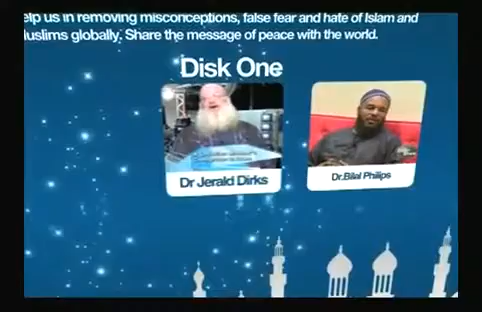 elp us in removing misconceptions, false fear and hate of Islam and
uslims globally. Share the message of peace with the world.
Disk One
Dr Jerald Dirks
Dr.Bilal Philips